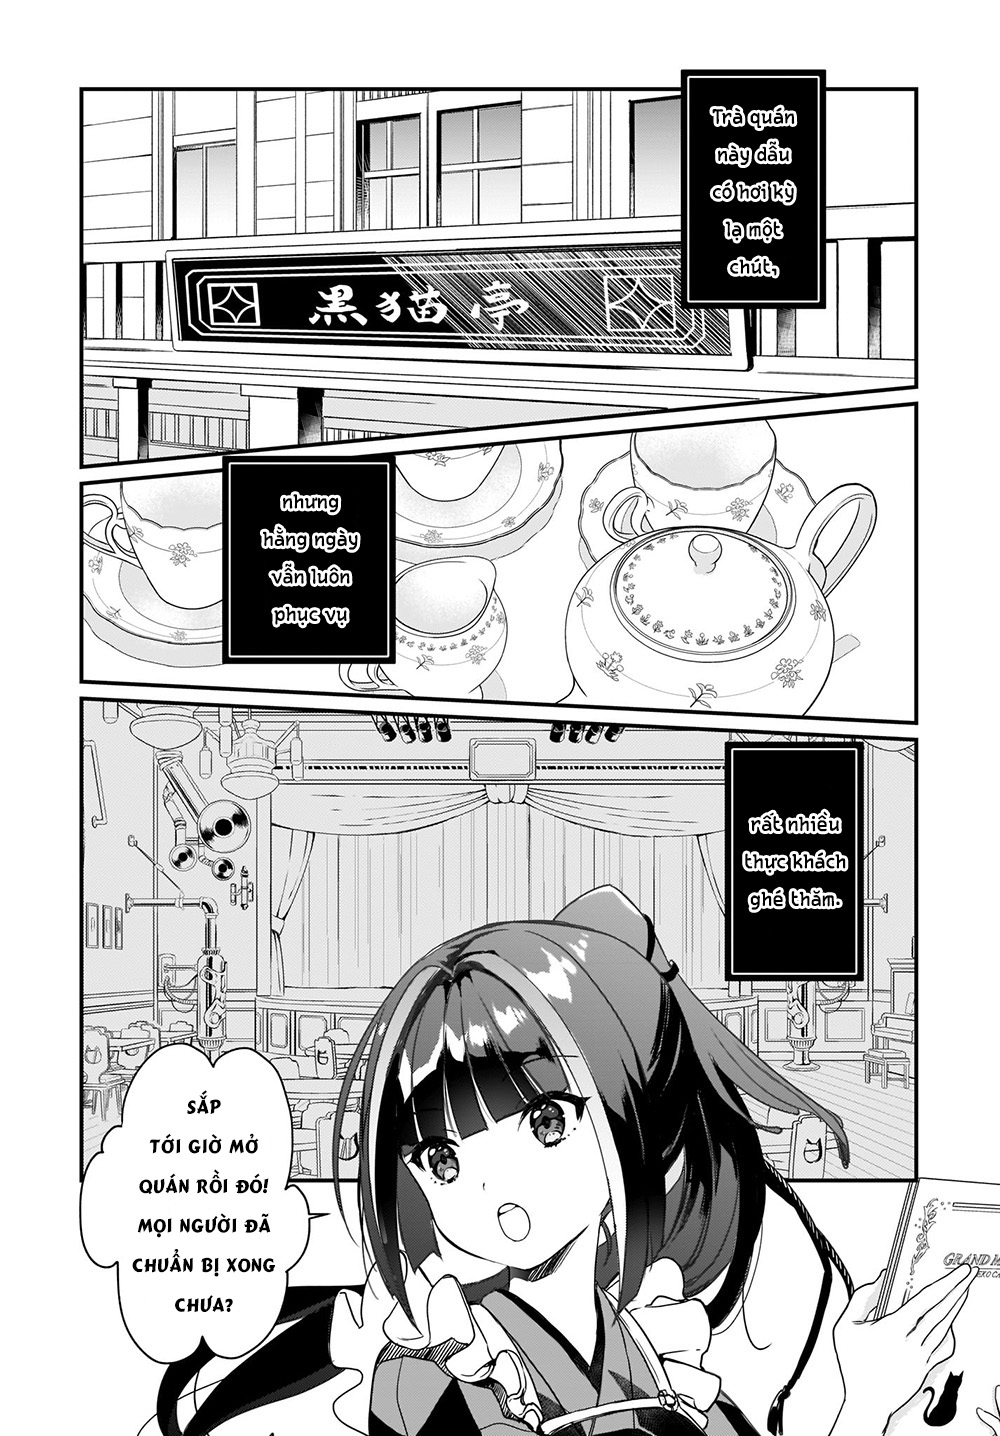 Trà quán
này dẫu
có hơi kỳ
lạ một
chút,
黒猫亭
nhưng
hằng ngày
vẫn luôn
phục vụ
rất nhiều
thực khách
ghé thăm.
SẮP
TỚI GIỜ MỞ
QUÁN RỒI ĐÓ!
MỌI NGƯỜI ĐÃ
CHUẨN BỊ XONG
CHƯA?
GRAND M